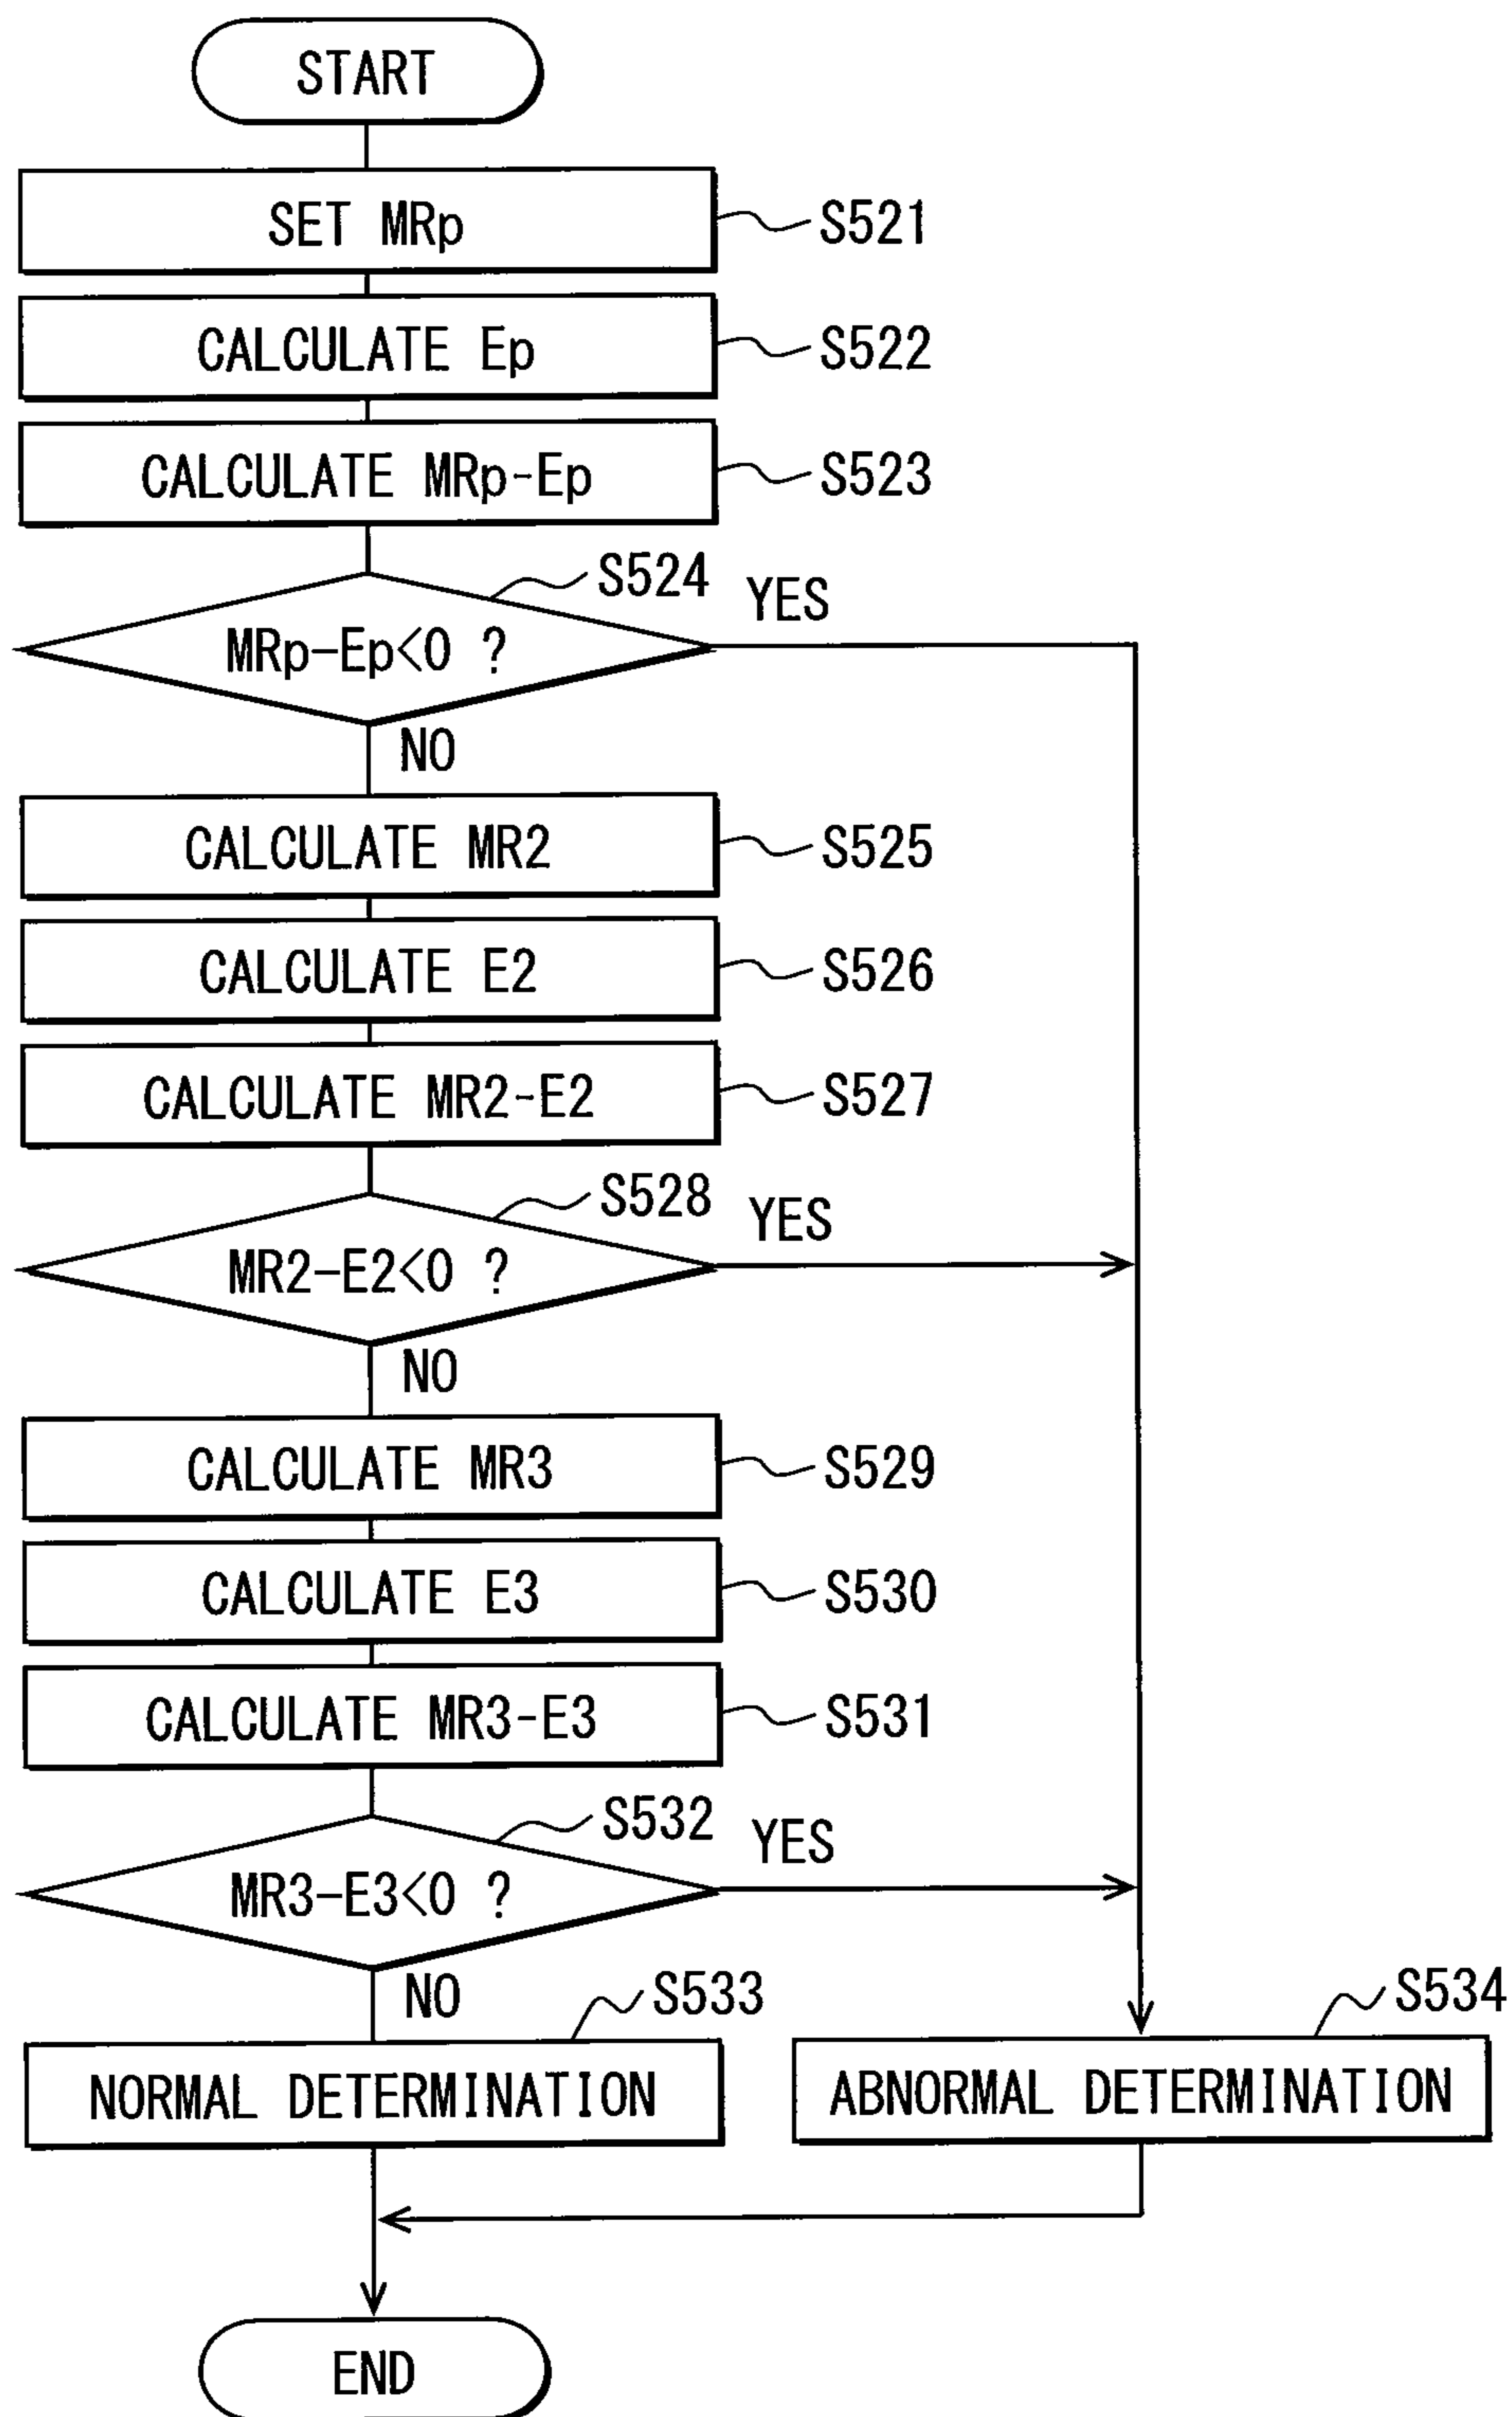 START
SET MRp
S521
CALCULATE Ep
S522
CALCULATE MRp-Ep
S523
S524
YES
MRp-Ep<0 ?
NO
CALCULATE MR2
S525
CALCULATE E2
S526
CALCULATE MR2-E2
S527
S528
YES
MR2-E2<0 ?
NO
CALCULATE MR3
S529
CALCULATE E3
S530
CALCULATE MR3-E3
S531
S532
YES
MR3-E3<0 ?
NO
S533
S534
NORMAL DETERMINATION
ABNORMAL DETERMINATION
END